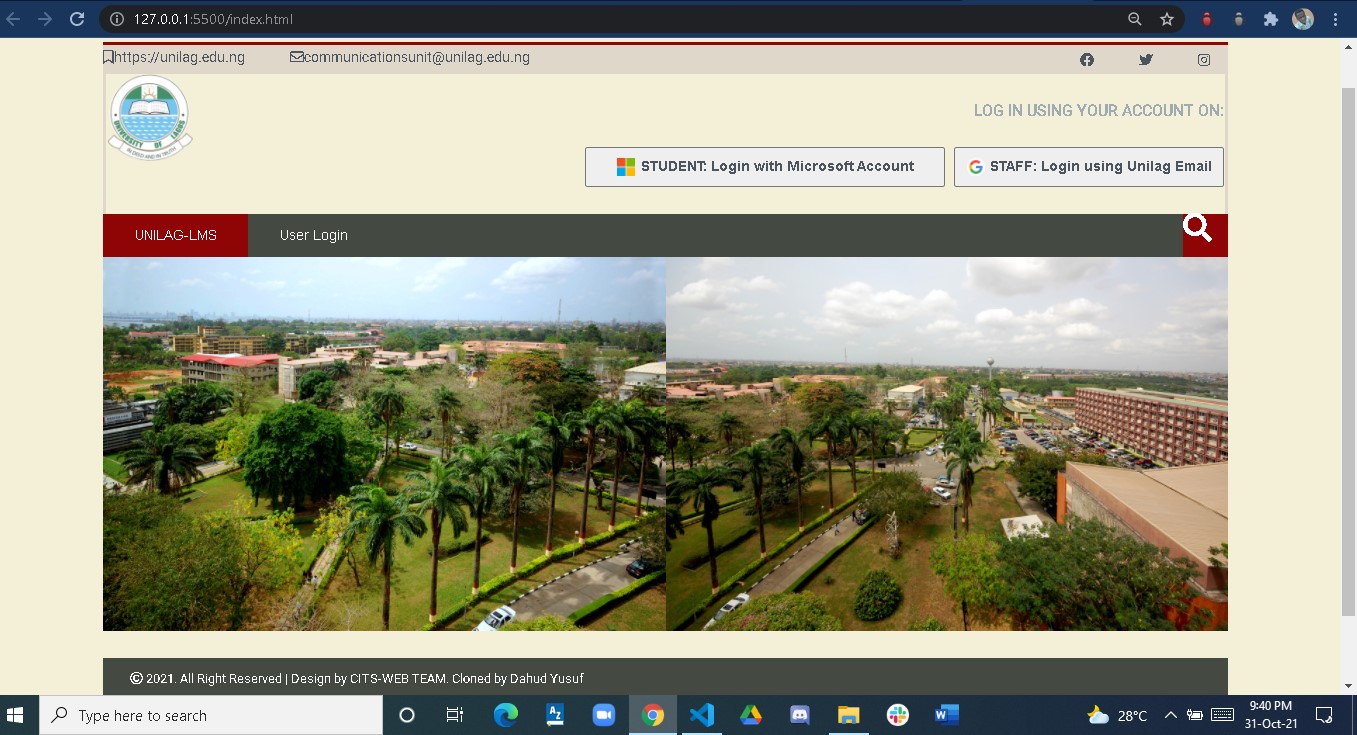 127.0.0.1:5500/index.html
https://unilag.edu.ng communicationsunit@unilag.edu.ng
UNIVERSITY OF LAGOS
IN DEED AND IN TRUTH
LOG IN USING YOUR ACCOUNT ON:
STUDENT: Login with Microsoft Account STAFF: Login using Unilag Email
UNILAG-LMS User Login
© 2021. All Right Reserved | Design by CITS-WEB TEAM. Cloned by Dahud Yusuf
Type here to search
A Z
W
28°C
9:40 PM
31-Oct-21